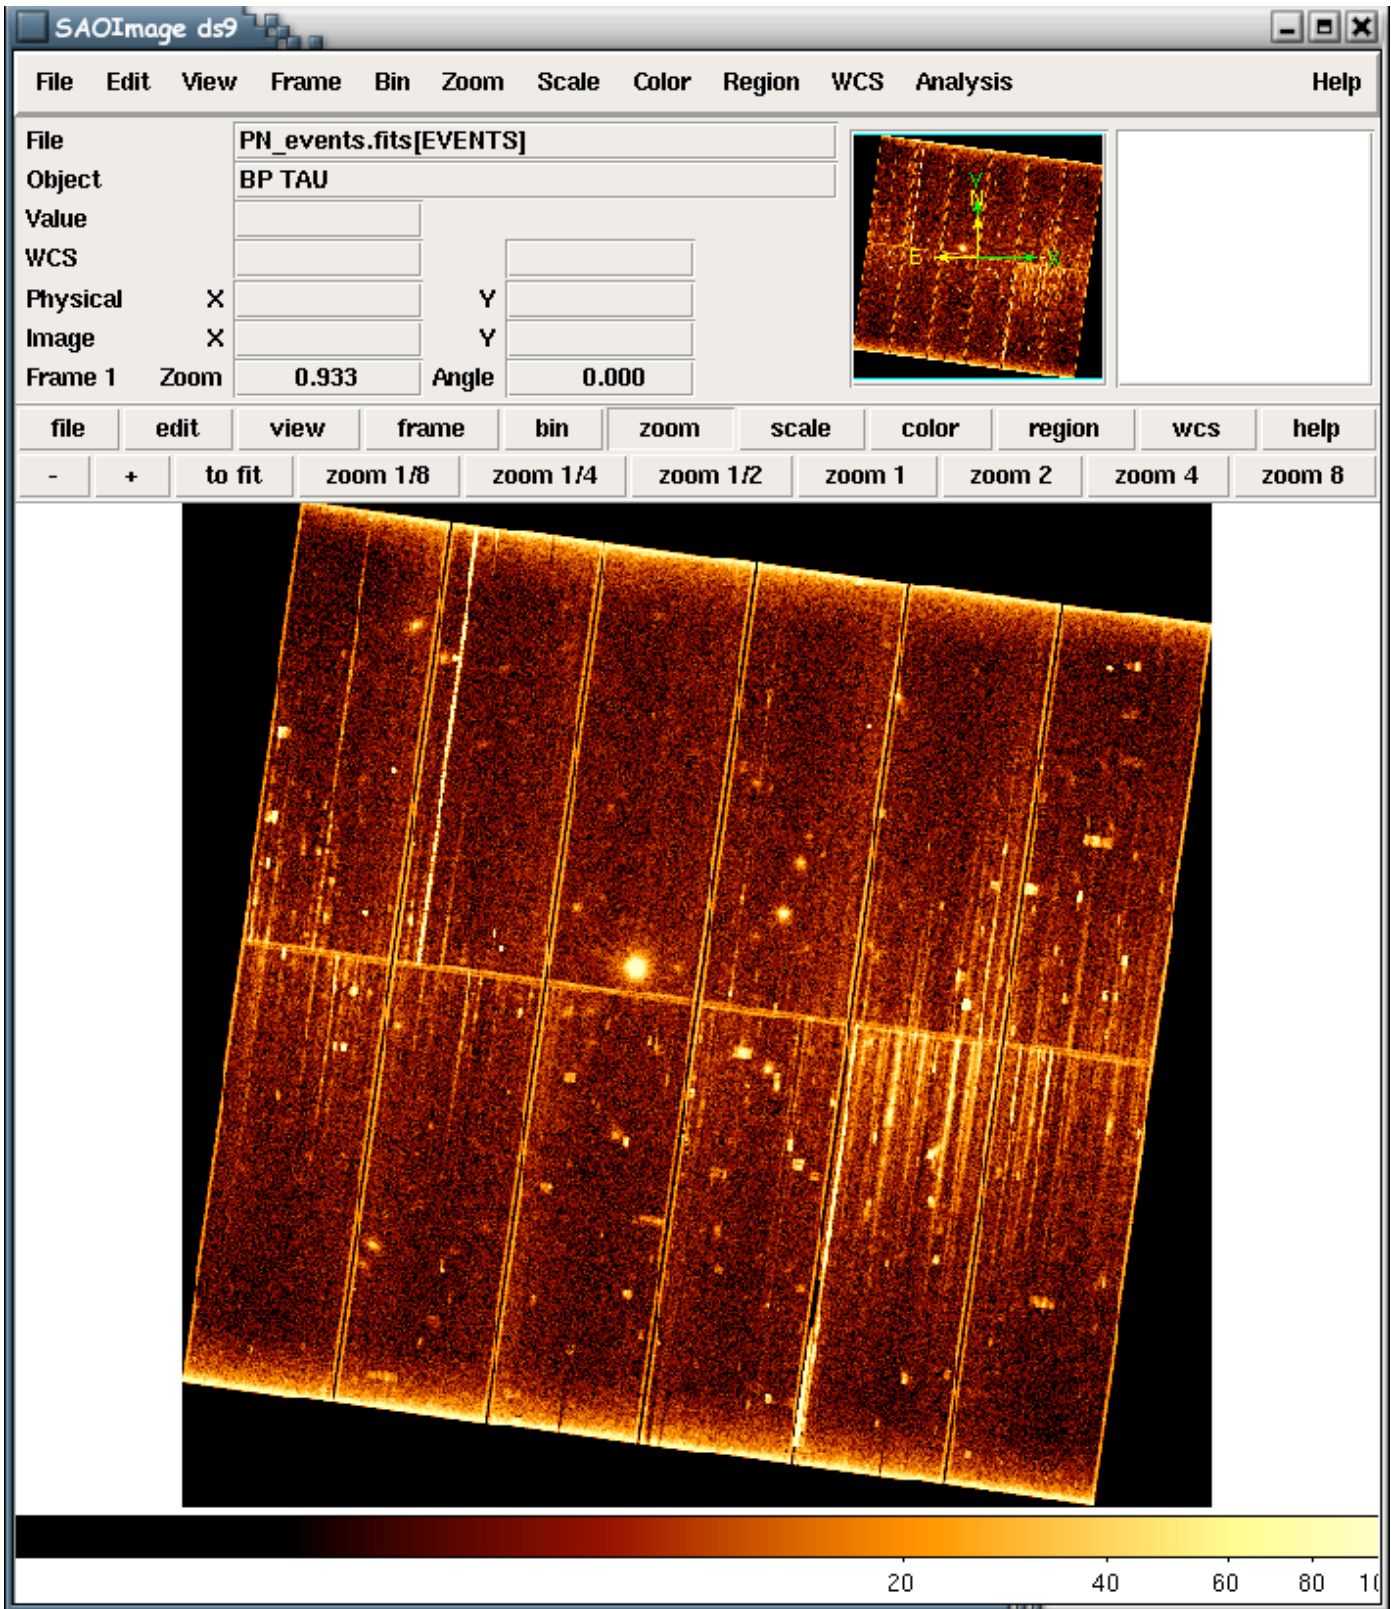 SAOImage ds9
File Edit View Frame Bin Zoom Scale Color Region WCS Analysis Help
File PN_events.fits[EVENTS]
Object BP TAU
Value
WCS
Physical X Y
Image X Y
Frame 1 Zoom 0.933 Angle 0.000
Y
N
E X
file edit view frame bin zoom scale color region wcs help
- + to fit zoom 1/8 zoom 1/4 zoom 1/2 zoom 1 zoom 2 zoom 4 zoom 8
20 40 60 80